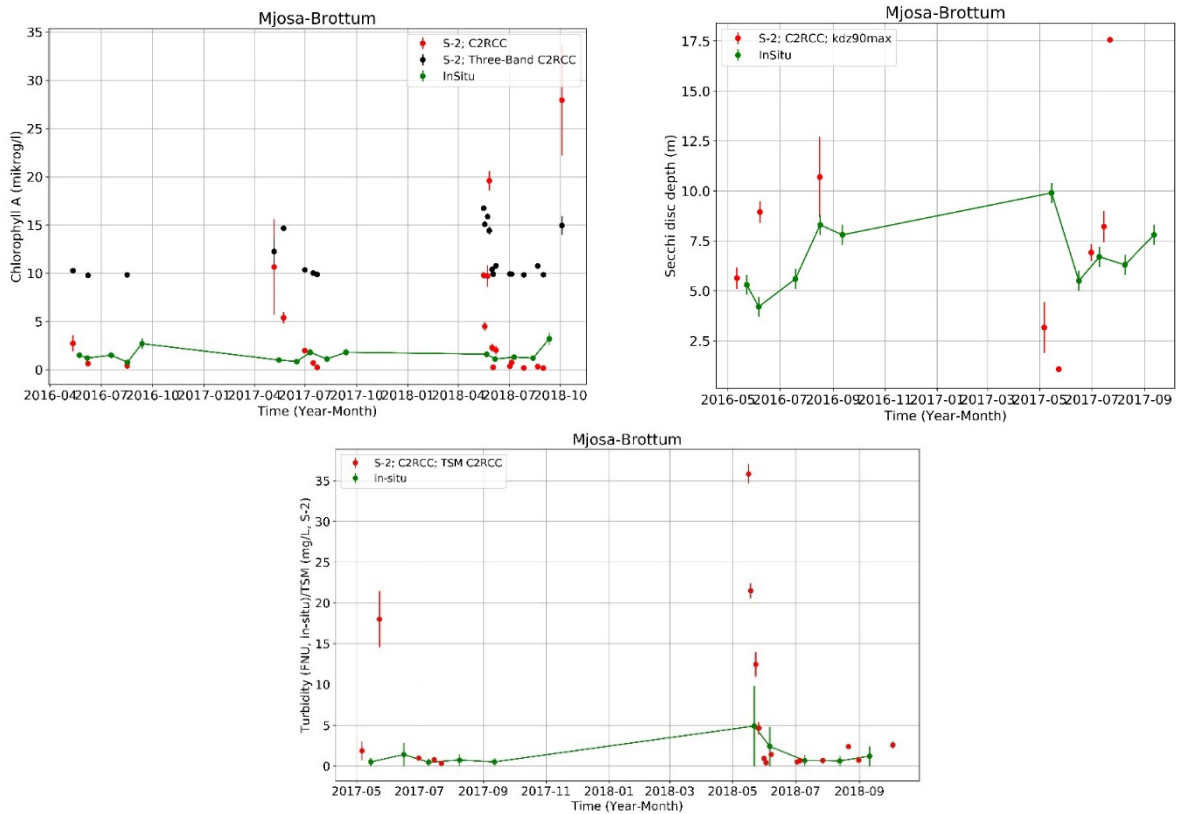 Mjosa-Brottum
S-2; C2RCC
S-2; Three-Band C2RCC
InSitu
Chlorophyll A (mikrog/l)
35
30
25
20
15
10
5
0
2016-04 2016-07 2016-10 2017-01 2017-04 2017-07 2017-10 2018-01 2018-04 2018-07 2018-10
Time (Year-Month)
Mjosa-Brottum
S-2; C2RCC; kdz90max
InSitu
Secchi disc depth (m)
17.5
15.0
12.5
10.0
7.5
5.0
2.5
2016-05 2016-07 2016-09 2016-11 2017-01 2017-03 2017-05 2017-07 2017-09
Time (Year-Month)
Mjosa-Brottum
S-2; C2RCC; TSM C2RCC
in-situ
Turbidity (FNU, in-situ)/TSM (mg/L, S-2)
35
30
25
20
15
10
5
0
2017-05 2017-07 2017-09 2017-11 2018-01 2018-03 2018-05 2018-07 2018-09
Time (Year-Month)